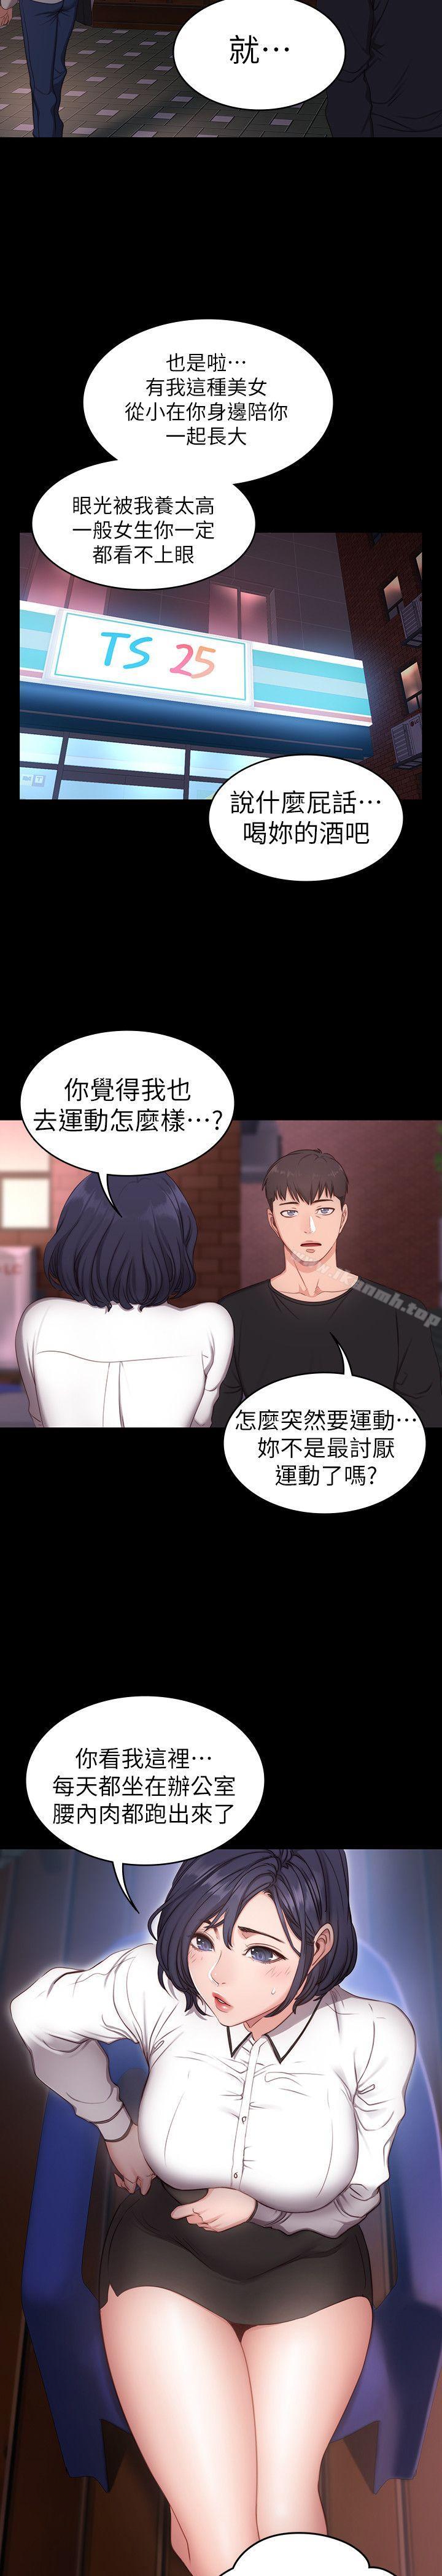 就⋯
也是啦⋯
有我這種美女
從小在你身邊陪你
一起長大
眼光被我養太高
一般女生你一定
都看不上眼
TS 25
說什麼屁話⋯
喝妳的酒吧
你覺得我也
去運動怎麼樣⋯?
怎麼突然要運動⋯
妳不是最討厭
運動了嗎?
你看我這裡⋯
每天都坐在辦公室
腰內肉都跑出來了